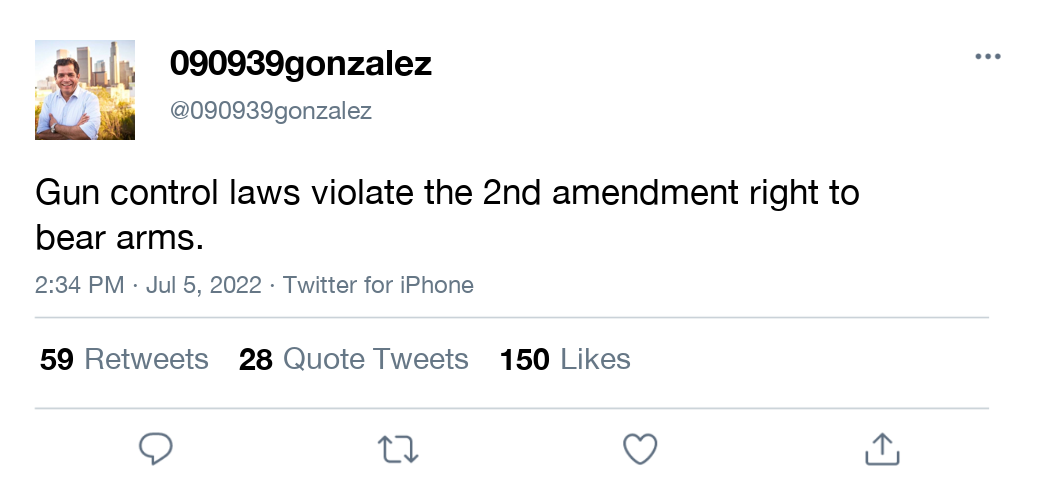 090939gonzalez
@090939gonzalez
Gun control laws violate the 2nd amendment right to
bear arms.
2:34 PM · Jul 5, 2022 · Twitter for iPhone
59 Retweets 28 Quote Tweets 150 Likes